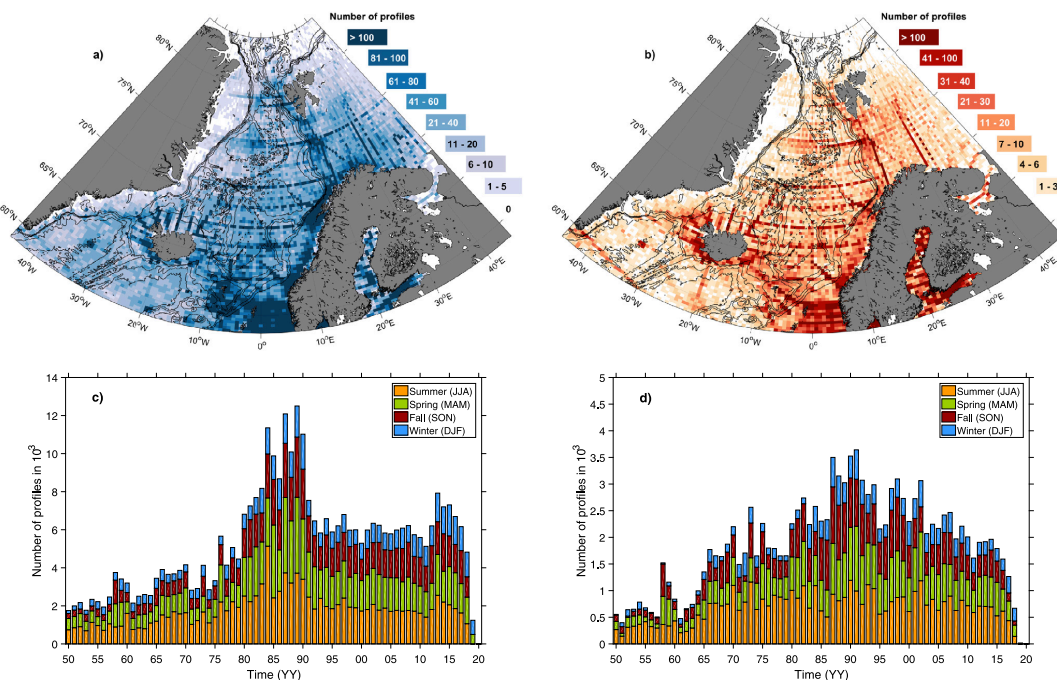 Number of profiles
a)
> 100
81 - 100
61 - 80
41 - 60
21 - 40
11 - 20
6 - 10
1 - 5
0
80°N
75°N
70°N
65°N
60°N
40°W
30°W
20°W
10°W
0°
10°E
20°E
30°E
40°E
Number of profiles
b)
> 100
41 - 100
31 - 40
21 - 30
11 - 20
7 - 10
4 - 6
1 - 3
80°N
75°N
70°N
65°N
60°N
40°W
30°W
20°W
10°W
0°
10°E
20°E
30°E
40°E
c)
Summer (JJA)
Spring (MAM)
Fall (SON)
Winter (DJF)
Number of profiles in 10³
14
12
10
8
6
4
2
0
50 55 60 65 70 75 80 85 90 95 00 05 10 15 20
Time (YY)
d)
Summer (JJA)
Spring (MAM)
Fall (SON)
Winter (DJF)
Number of profiles in 10³
5
4.5
4
3.5
3
2.5
2
1.5
1
0.5
0
50 55 60 65 70 75 80 85 90 95 00 05 10 15 20
Time (YY)